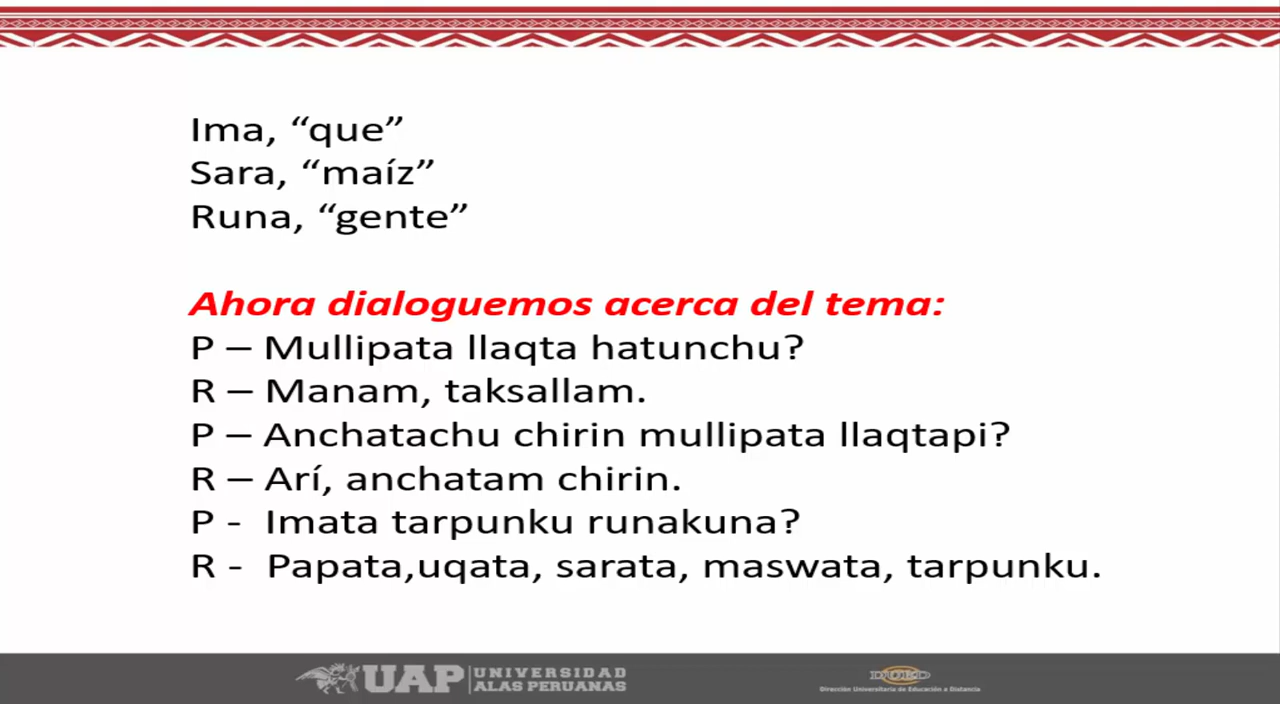 Ima, “que”
Sara, “maíz”
Runa, “gente”
Ahora dialoguemos acerca del tema:
P – Mullipata llaqta hatunchu?
R – Manam, taksallam.
P – Anchatachu chirin mullipata llaqtapi?
R – Arí, anchatam chirin.
P - Imata tarpunku runakuna?
R - Papata,uqata, sarata, maswata, tarpunku.
UAP UNIVERSIDAD ALAS PERUANAS
DUED
Dirección Universitaria de Educación a Distancia